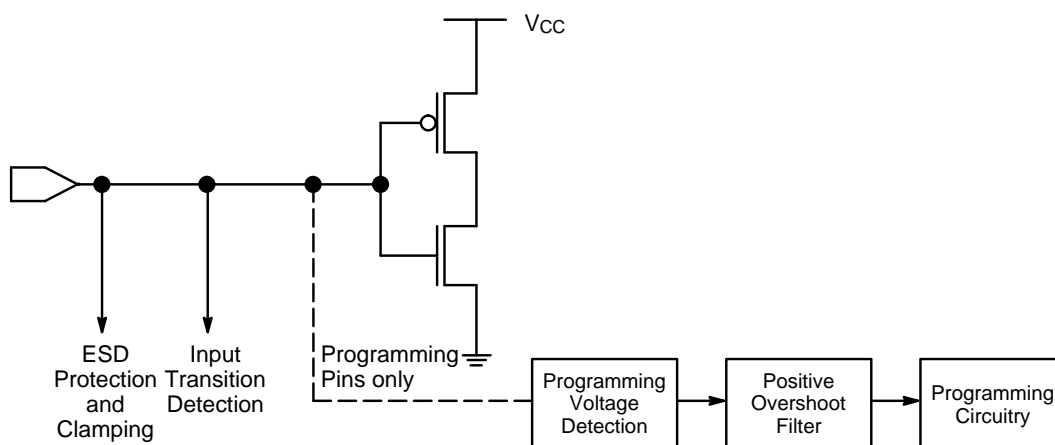 VCC
ESD
Protection
and
Clamping
Input
Transition
Detection
Programming
Pins only
Programming
Voltage
Detection
Positive
Overshoot
Filter
Programming
Circuitry